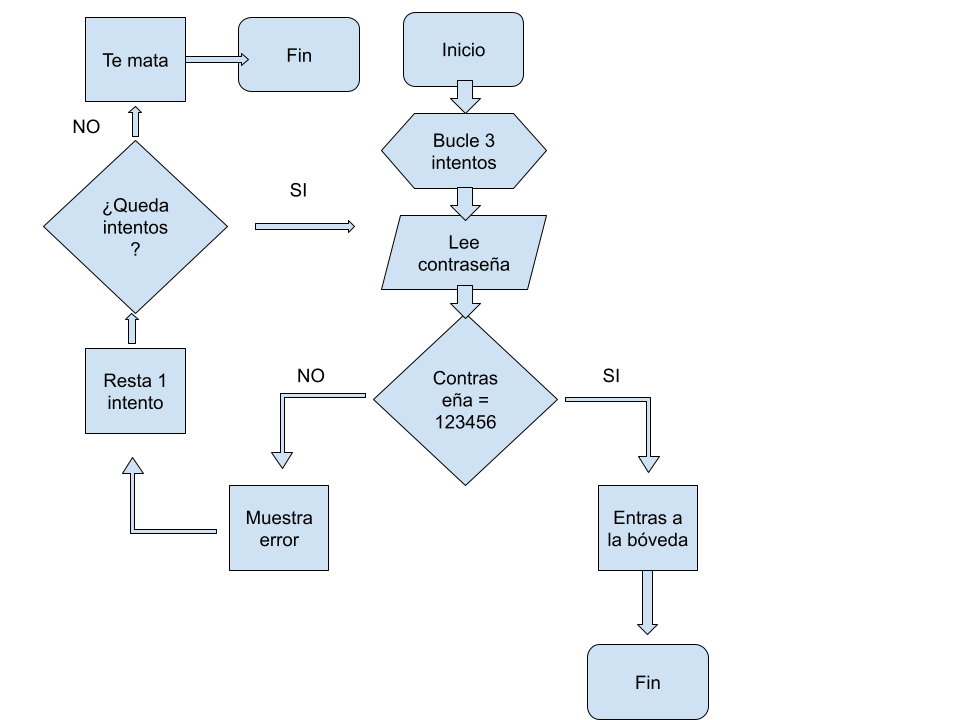 Te mata
Fin
Inicio
NO
Bucle 3
intentos
¿Queda
intentos
?
SI
Lee
contraseña
Resta 1
intento
NO
Contras
eña =
123456
SI
Muestra
error
Entras a
la bóveda
Fin